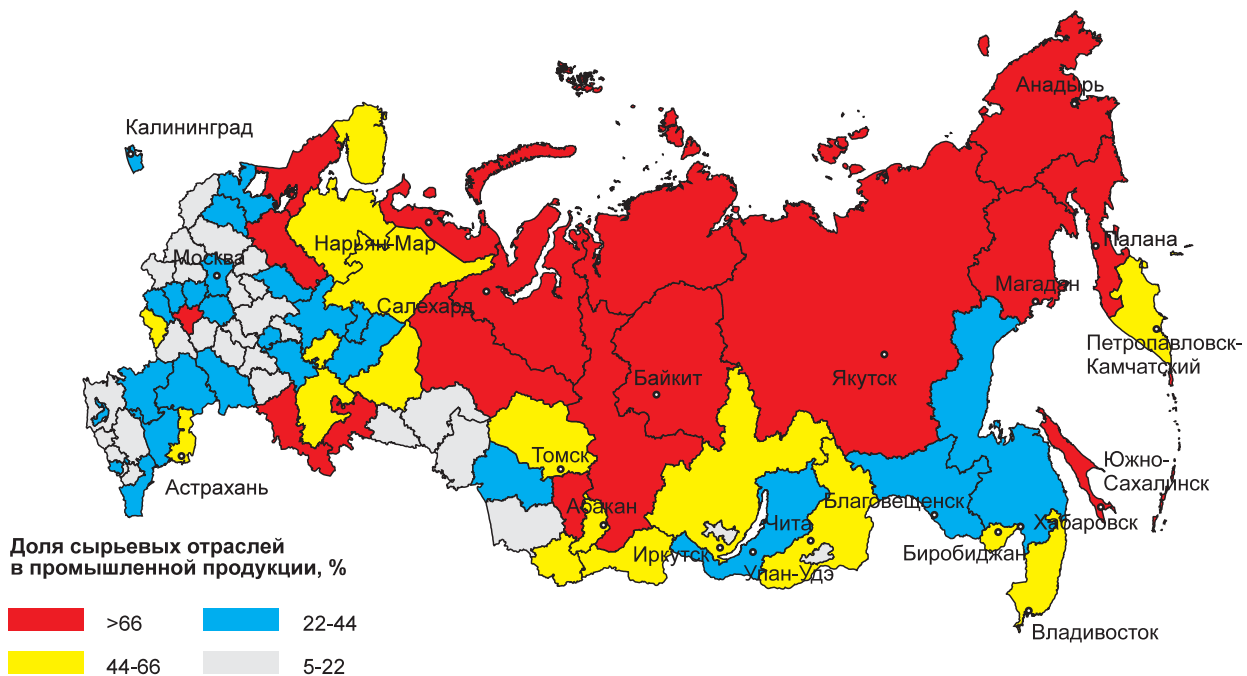 Анадырь
Калининград
Нарьян-Мар
Палана
Москва
Магадан
Салехард
Петропавловск-
Камчатский
Байкит
Якутск
Томск
Южно-
Сахалинск
Астрахань
Абакан
Благовещенск
Чита
Хабаровск
Доля сырьевых отраслей
в промышленной продукции, %
Иркутск
Биробиджан
Улан-Удэ
>66
22-44
Владивосток
44-66
5-22